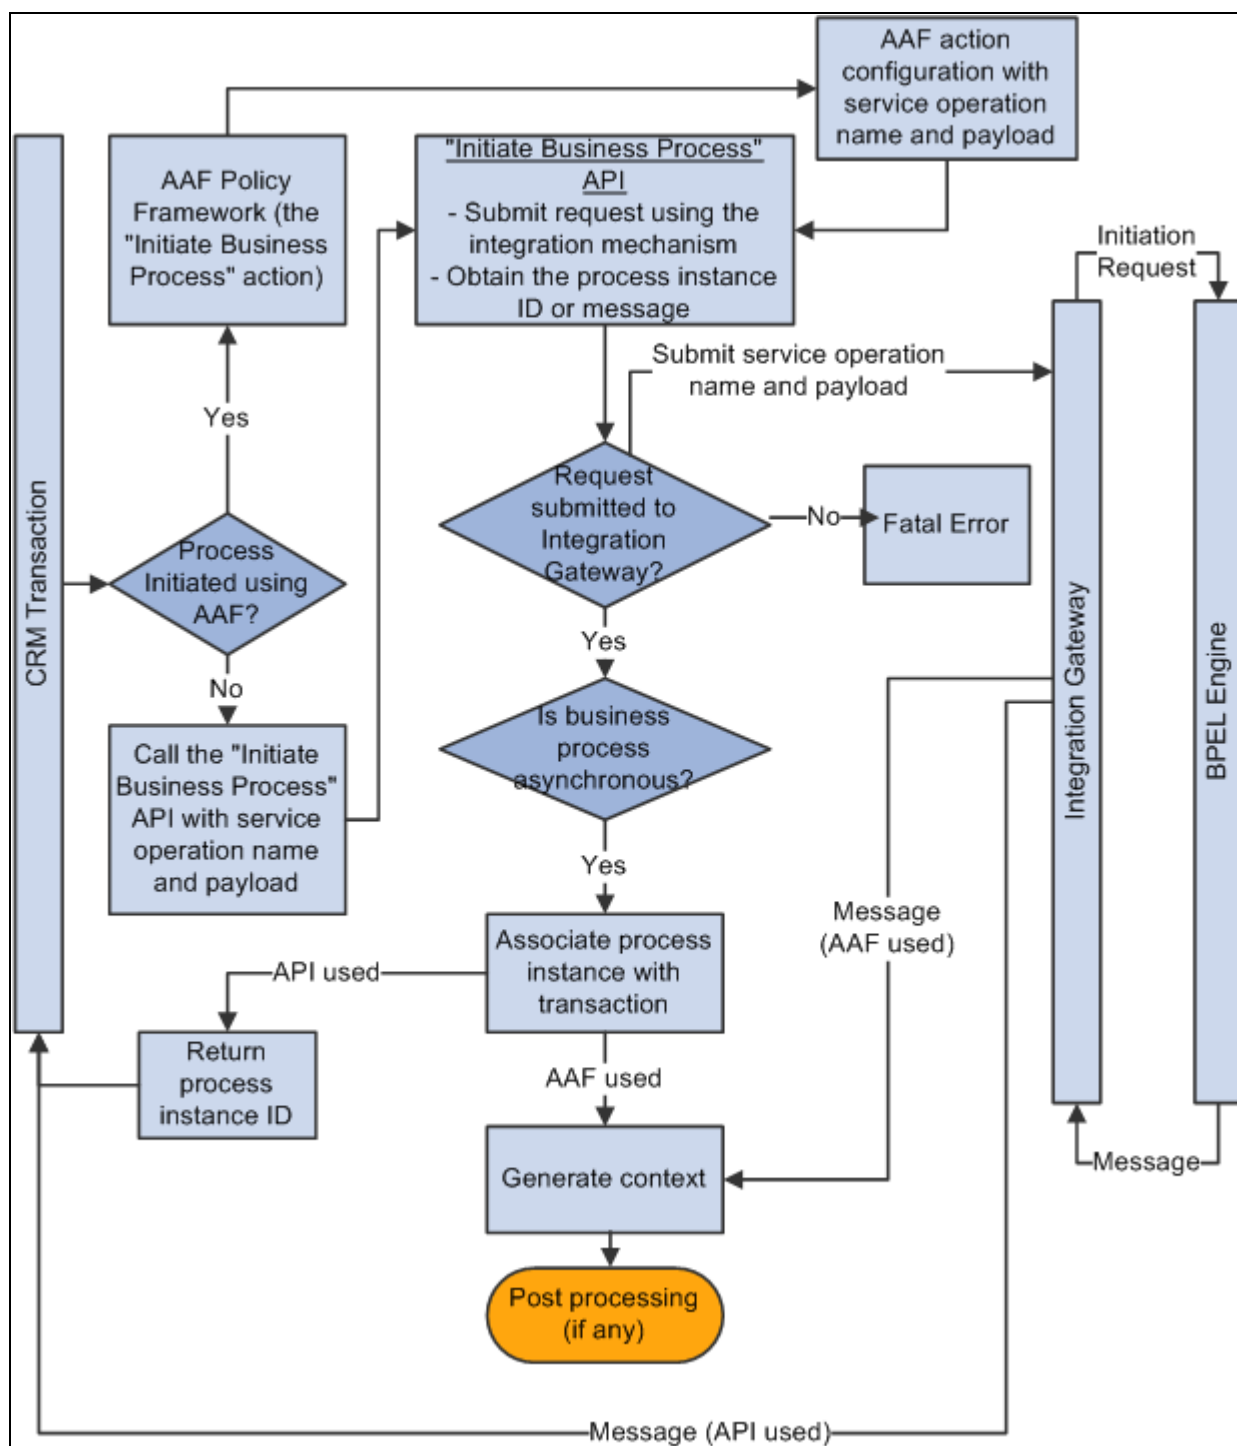 AAF action
configuration with
service operation
name and payload
"Initiate Business Process"
API
- Submit request using the
integration mechanism
- Obtain the process instance
ID or message
AAF Policy
Framework (the
"Initiate Business
Process" action)
Initiation
Request
Submit service operation
name and payload
Yes
Request
submitted to
Integration
Gateway?
No
Fatal Error
CRM Transaction
Process
Initiated using
AAF?
Integration Gateway
BPEL Engine
Yes
No
Is business
process
asynchronous?
Call the "Initiate
Business Process"
API with service
operation name
and payload
Yes
Message
(AAF used)
Associate process
instance with
transaction
API used
Return
process
instance ID
AAF used
Message
Generate context
Post processing
(if any)
Message (API used)